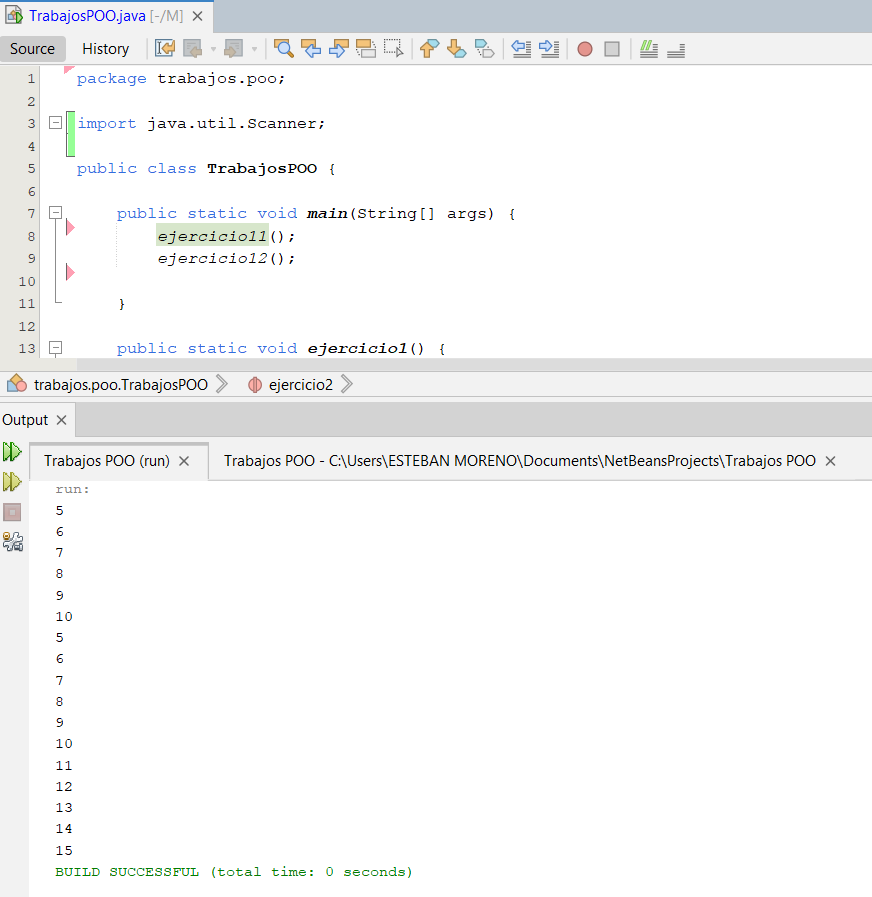 TrabajosPOO.java [-/M]
Source History
1 package trabajos.poo;
2
3 import java.util.Scanner;
4
5 public class TrabajosPOO {
6
7 public static void main(String[] args) {
8 ejercicio11();
9 ejercicio12();
10
11 }
12
13 public static void ejercicio1() {
trabajos.poo.TrabajosPOO ejercicio2
Output
Trabajos POO (run) Trabajos POO - C:\Users\ESTEBAN MORENO\Documents\NetBeansProjects\Trabajos POO
run:
5
6
7
8
9
10
5
6
7
8
9
10
11
12
13
14
15
BUILD SUCCESSFUL (total time: 0 seconds)